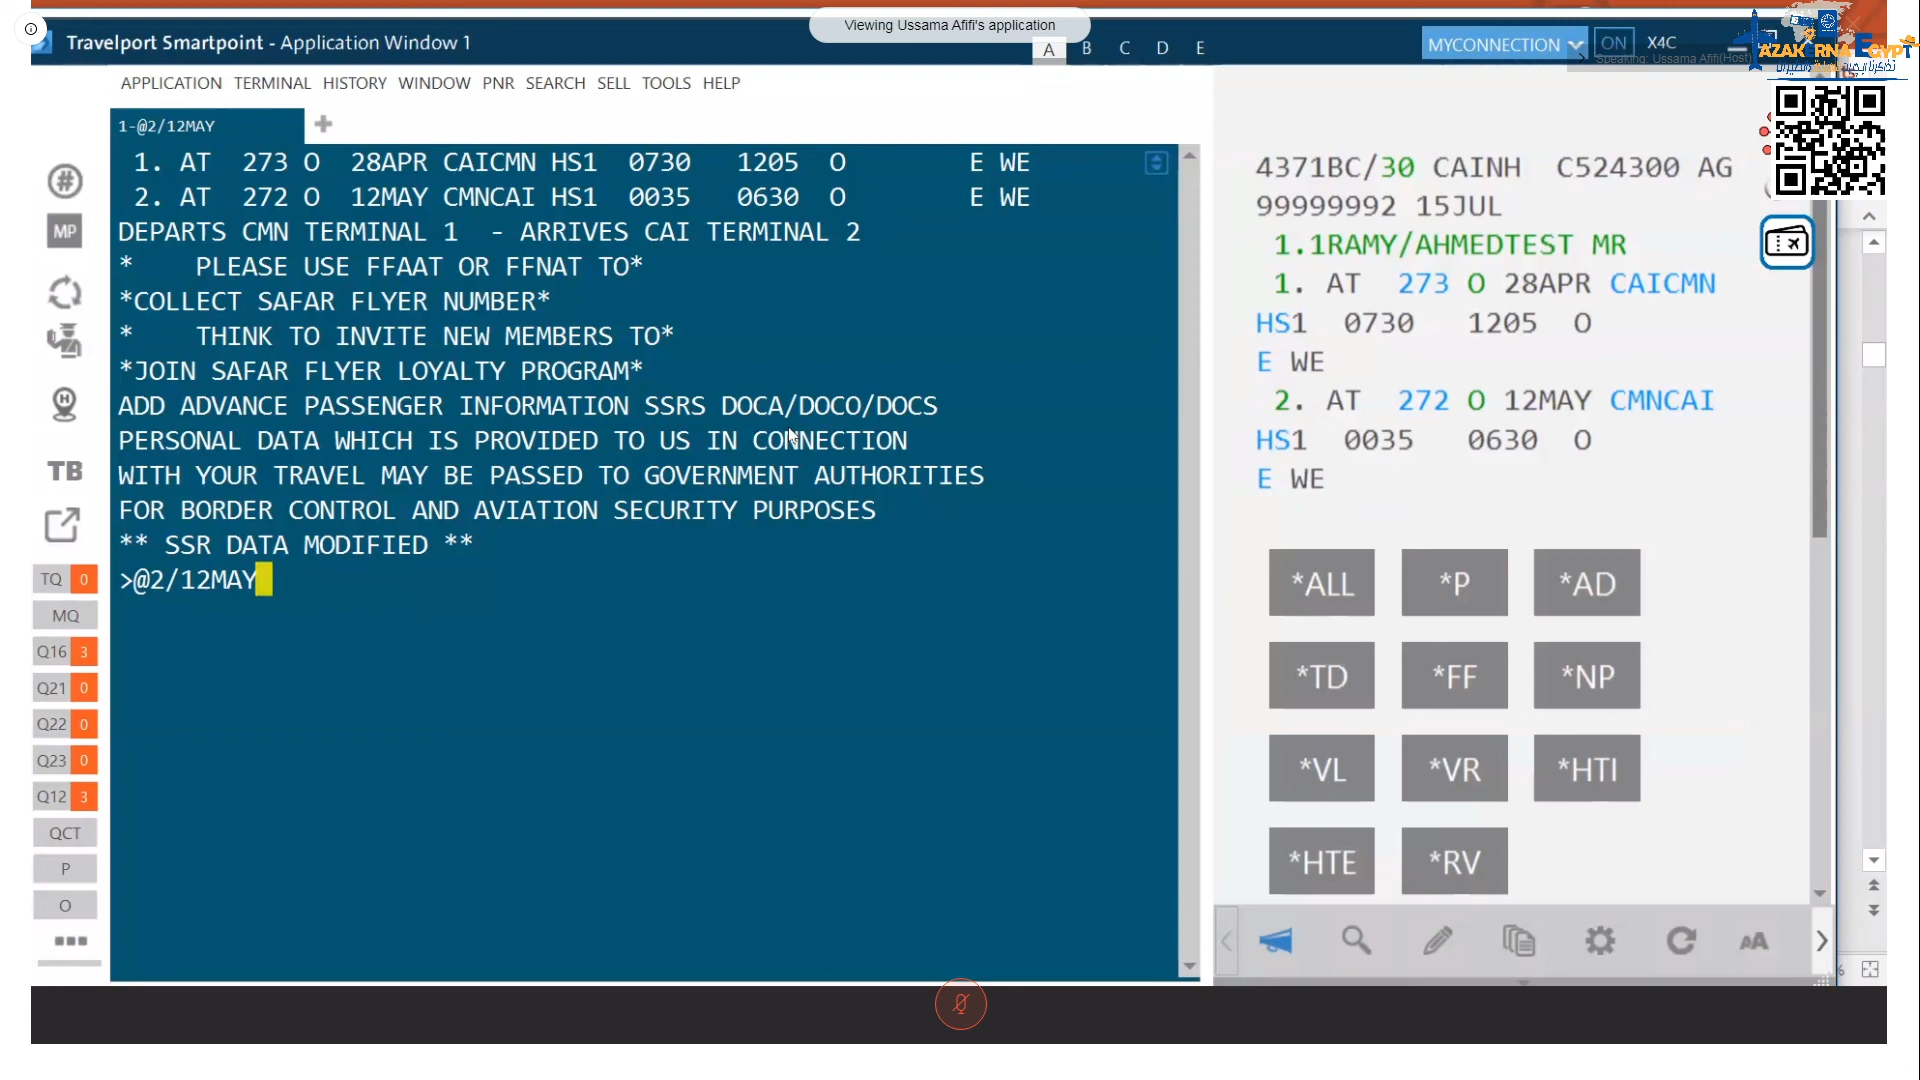 Viewing Ussama Afifi's application
Travelport Smartpoint - Application Window 1
A B C D E
MYCONNECTION ON X4C
Speaking: Ussama Afifi(Host)
APPLICATION TERMINAL HISTORY WINDOW PNR SEARCH SELL TOOLS HELP
1-@2/12MAY
1. AT 273 O 28APR CAICMN HS1 0730 1205 O E WE
2. AT 272 O 12MAY CMNCAI HS1 0035 0630 O E WE
DEPARTS CMN TERMINAL 1 - ARRIVES CAI TERMINAL 2
* PLEASE USE FFAAT OR FFNAT TO*
*COLLECT SAFAR FLYER NUMBER*
* THINK TO INVITE NEW MEMBERS TO*
*JOIN SAFAR FLYER LOYALTY PROGRAM*
ADD ADVANCE PASSENGER INFORMATION SSRS DOCA/DOCO/DOCS
PERSONAL DATA WHICH IS PROVIDED TO US IN CONNECTION
WITH YOUR TRAVEL MAY BE PASSED TO GOVERNMENT AUTHORITIES
FOR BORDER CONTROL AND AVIATION SECURITY PURPOSES
** SSR DATA MODIFIED **
>@2/12MAY
MP
TB
TQ 0
MQ
Q16 3
Q21 0
Q22 0
Q23 0
Q12 3
QCT
P
O
4371BC/30 CAINH C524300 AG
99999992 15JUL
1.1RAMY/AHMEDTEST MR
1. AT 273 O 28APR CAICMN
HS1 0730 1205 O
E WE
2. AT 272 O 12MAY CMNCAI
HS1 0035 0630 O
E WE
*ALL *P *AD
*TD *FF *NP
*VL *VR *HTI
*HTE *RV
AA